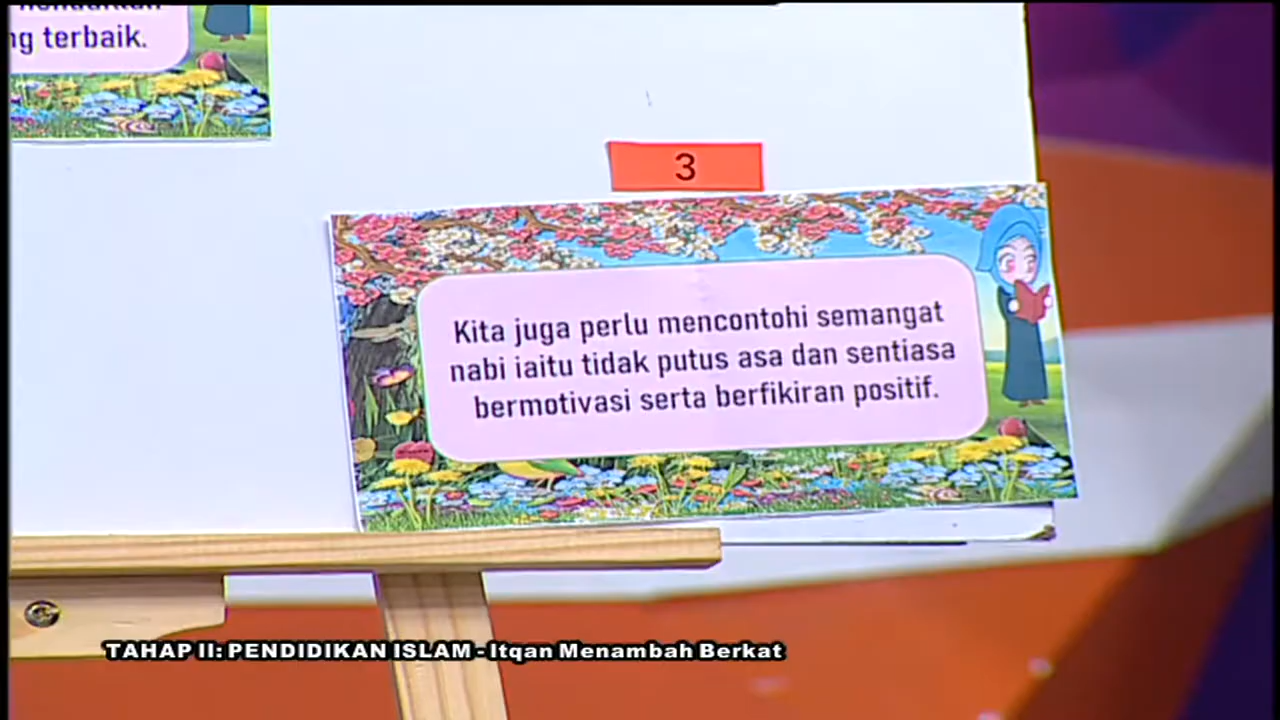 ng terbaik.
3
Kita juga perlu mencontohi semangat
nabi iaitu tidak putus asa dan sentiasa
bermotivasi serta berfikiran positif.
TAHAP II: PENDIDIKAN ISLAM - Itqan Menambah Berkat